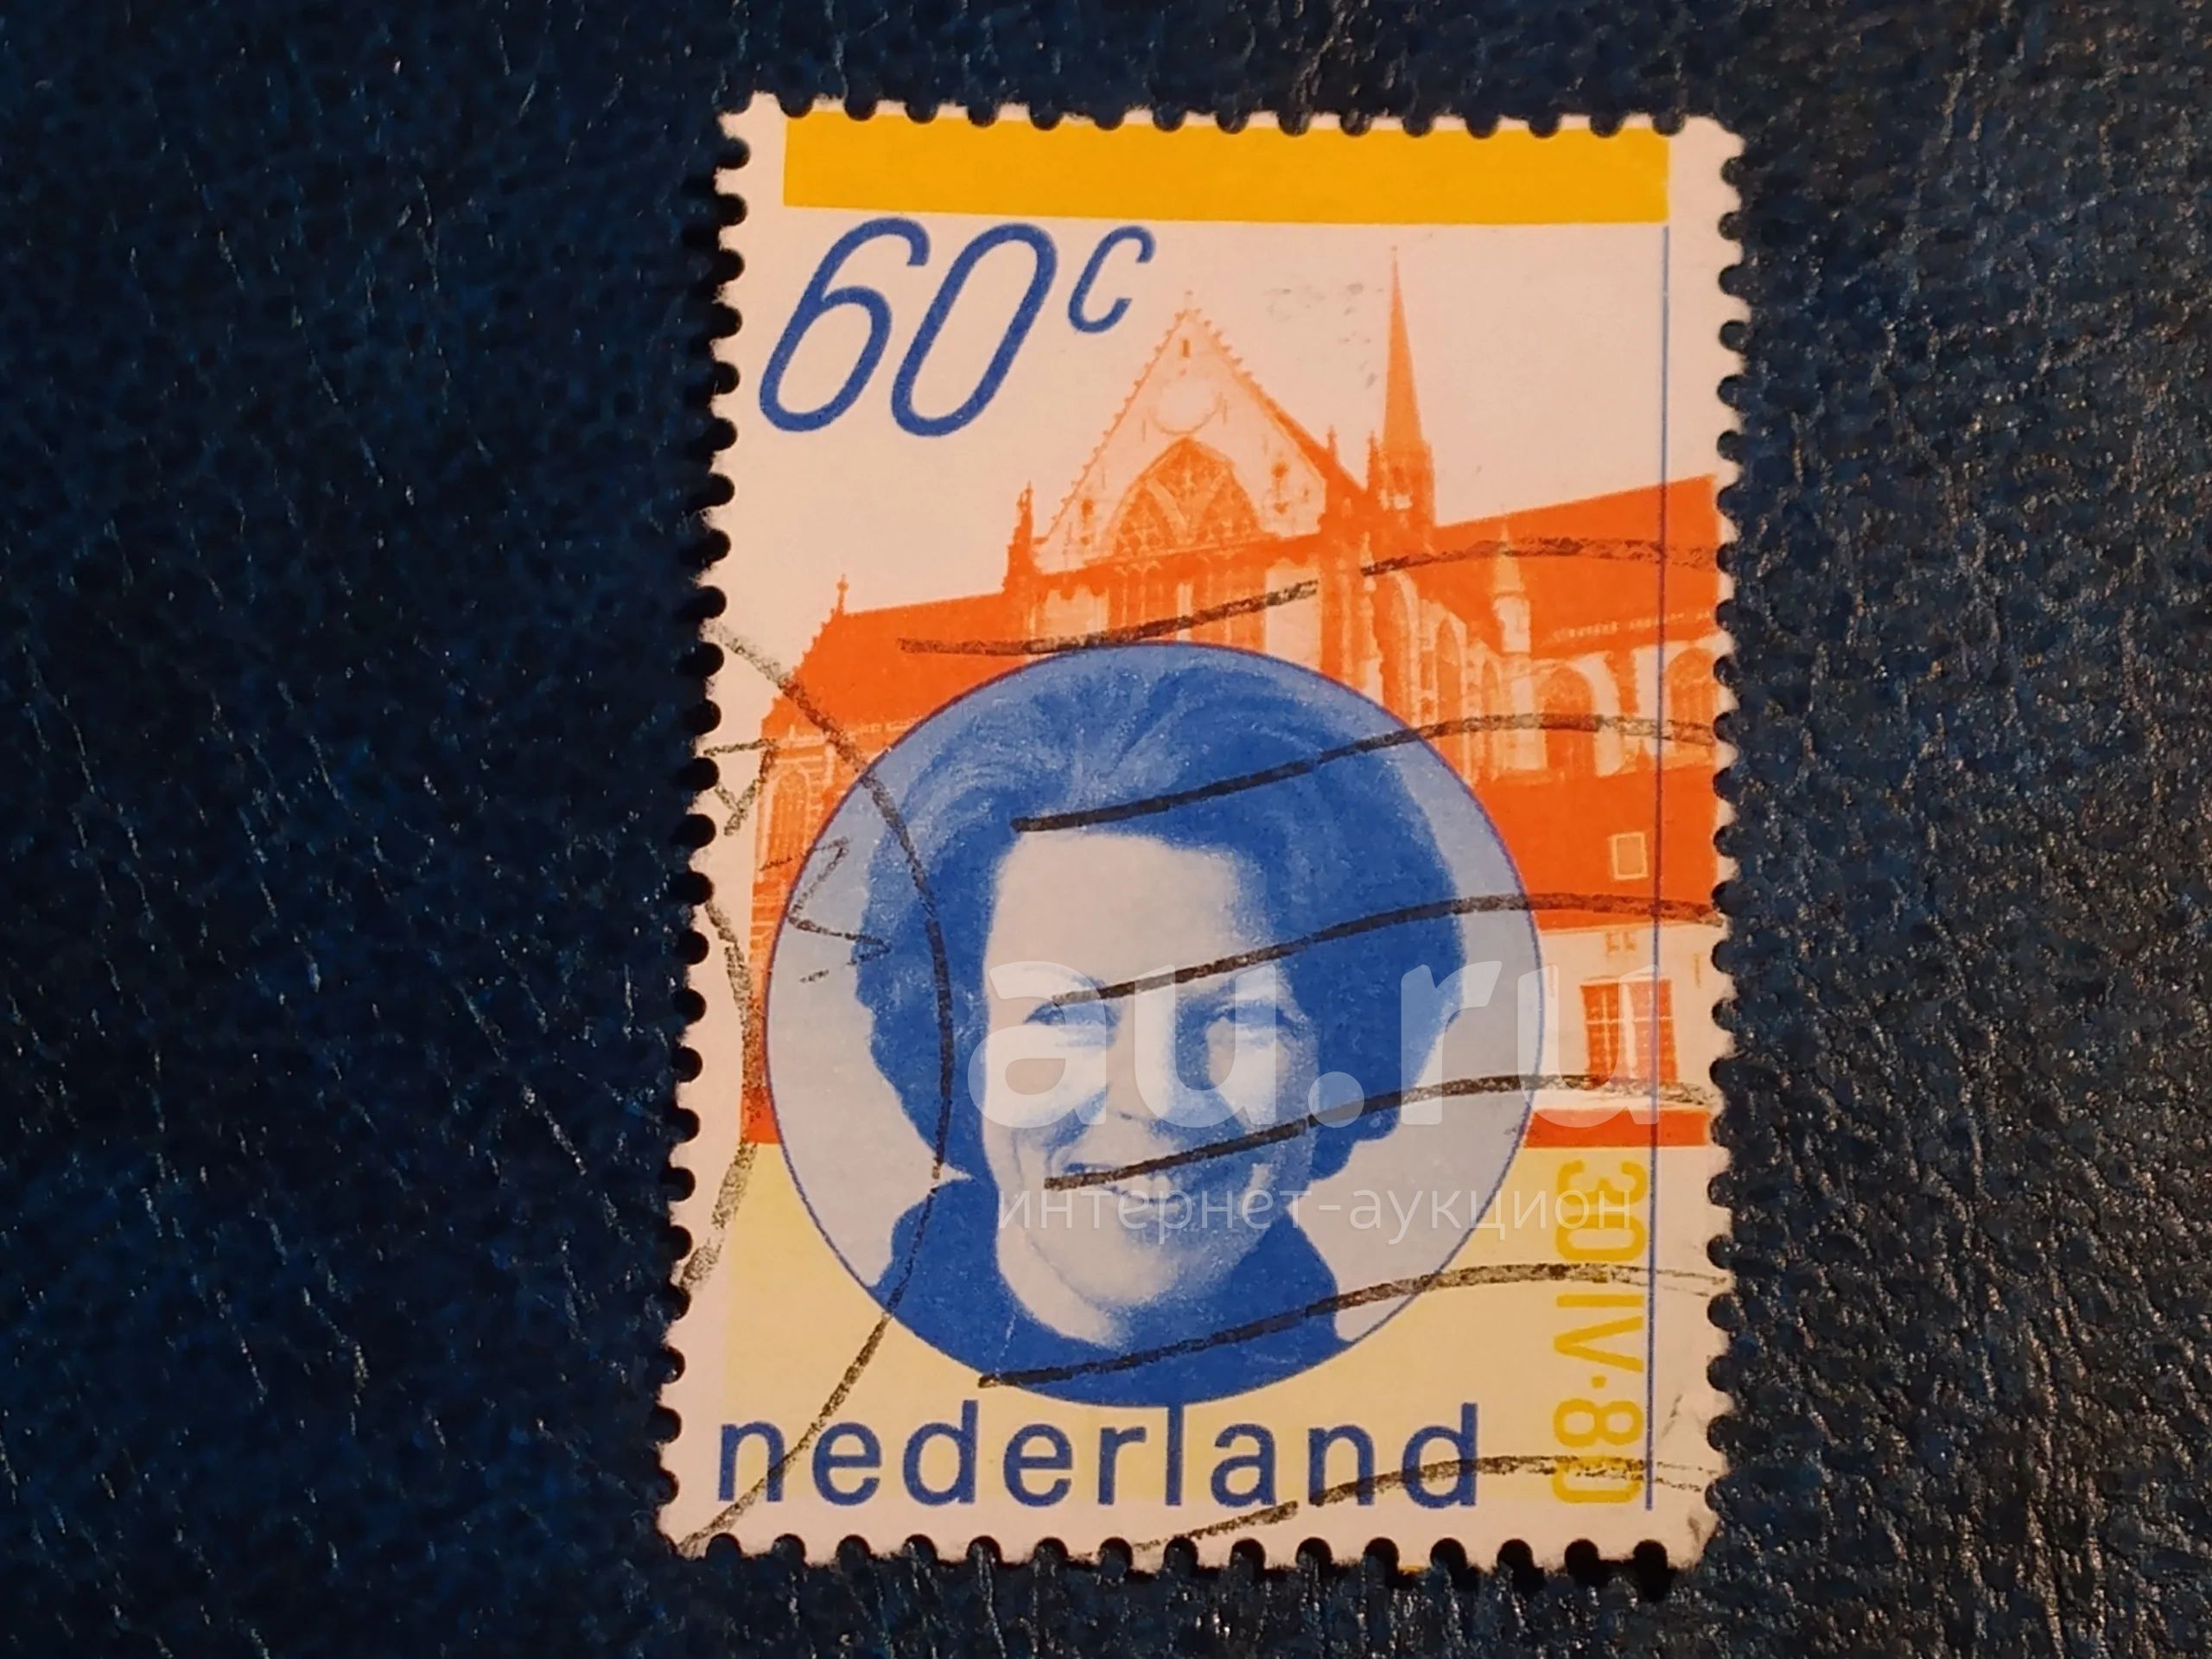 60c
au.ru
интернет-аукцион
30·IV·80
nederland